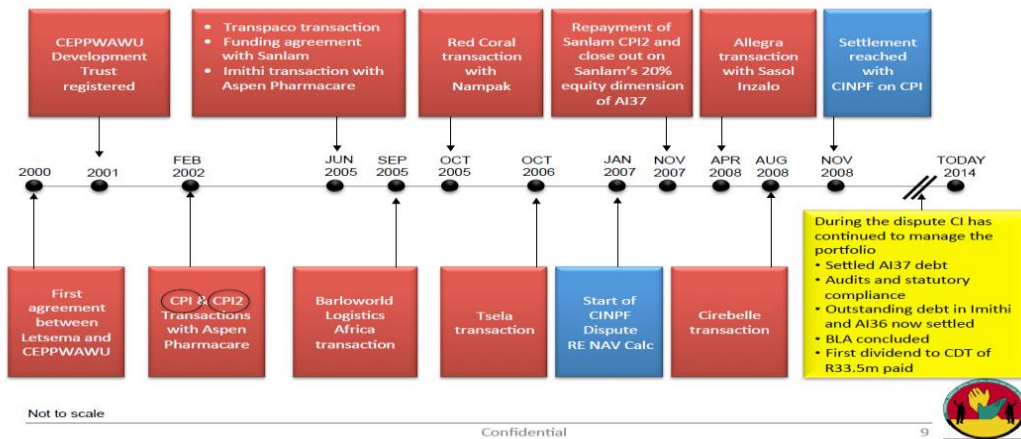 CEPPWAWU
Development
Trust
registered
• Transpaco transaction
• Funding agreement
with Sanlam
• Imithi transaction with
Aspen Pharmacare
Red Coral
transaction
with
Nampak
Repayment of
Sanlam CPI2 and
close out on
Sanlam's 20%
equity dimension
of AI37
Allegra
transaction
with Sasol
Inzalo
Settlement
reached
with
CINPF on CPI
2000
2001
FEB
2002
JUN
2005
SEP
2005
OCT
2005
OCT
2006
JAN
2007
NOV
2007
APR
2008
AUG
2008
NOV
2008
TODAY
2014
First
agreement
between
Letsema and
CEPPWAWU
CPI & CPI2
Transactions
with Aspen
Pharmacare
Barloworld
Logistics
Africa
transaction
Tsela
transaction
Start of
CINPF
Dispute
RE NAV Calc
Cirebelle
transaction
During the dispute CI has
continued to manage the
portfolio
• Settled AI37 debt
• Audits and statutory
compliance
• Outstanding debt in Imithi
and AI36 now settled
• BLA concluded
• First dividend to CDT of
R33.5m paid
Not to scale
Confidential
9